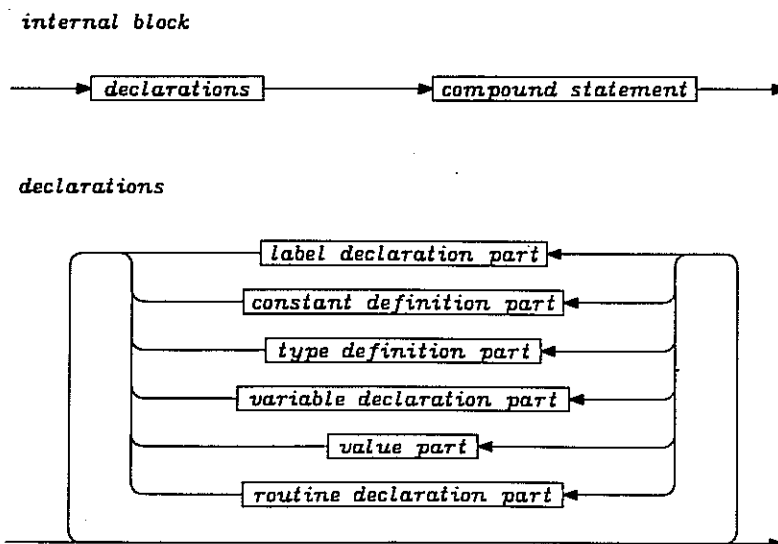 internal block
declarations compound statement
declarations
label declaration part
constant definition part
type definition part
variable declaration part
value part
routine declaration part